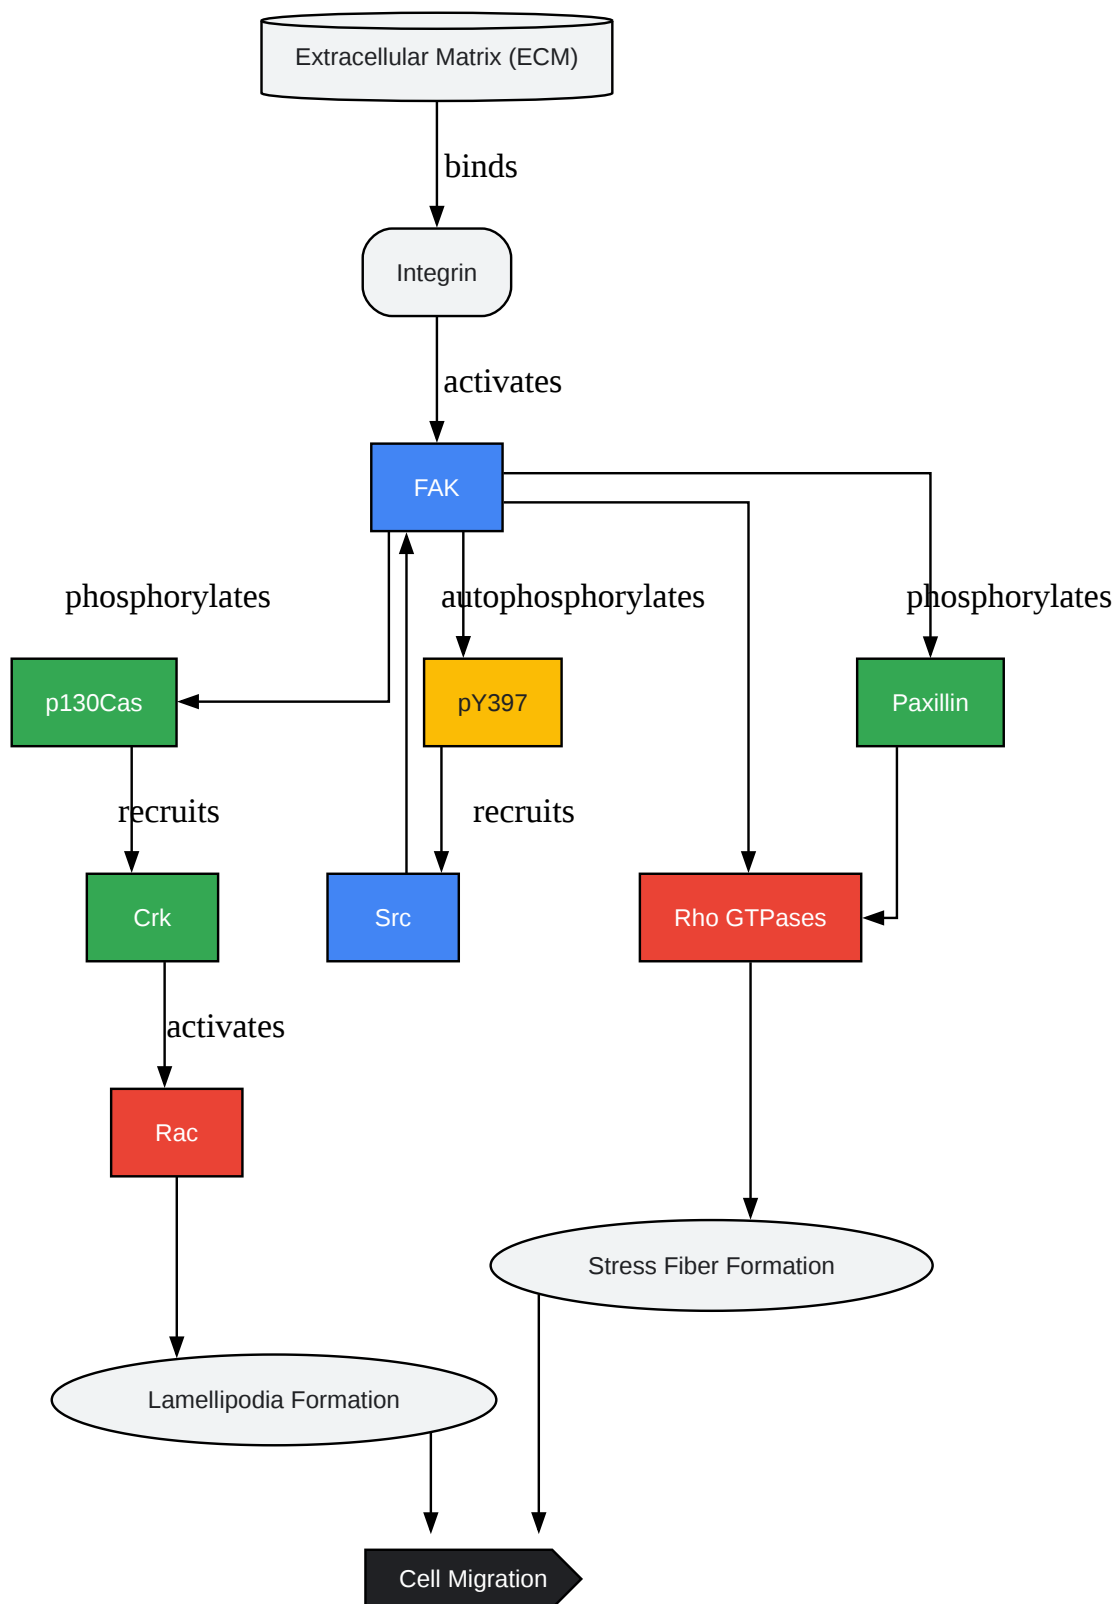 Extracellular Matrix (ECM)
binds
Integrin
activates
FAK
phosphorylates
autophosphorylates
phosphorylates
p130Cas
pY397
Paxillin
recruits
recruits
Crk
Src
Rho GTPases
activates
Rac
Stress Fiber Formation
Lamellipodia Formation
Cell Migration